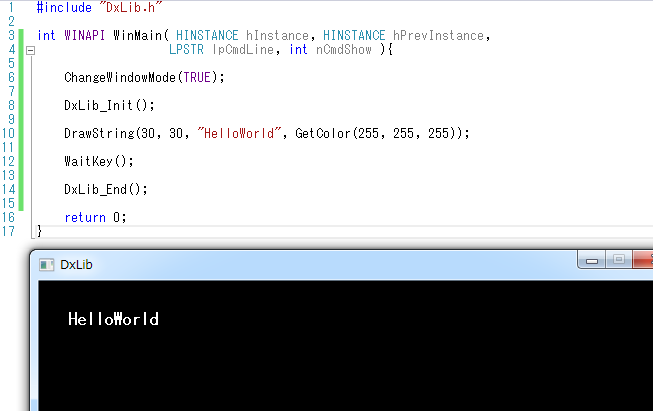 1 #include "DxLib.h"
2
3 int WINAPI WinMain( HINSTANCE hInstance, HINSTANCE hPrevInstance,
4 LPSTR lpCmdLine, int nCmdShow ){
5
6 ChangeWindowMode(TRUE);
7
8 DxLib_Init();
9
10 DrawString(30, 30, "HelloWorld", GetColor(255, 255, 255));
11
12 WaitKey();
13
14 DxLib_End();
15
16 return 0;
17 }
DxLib
HelloWorld